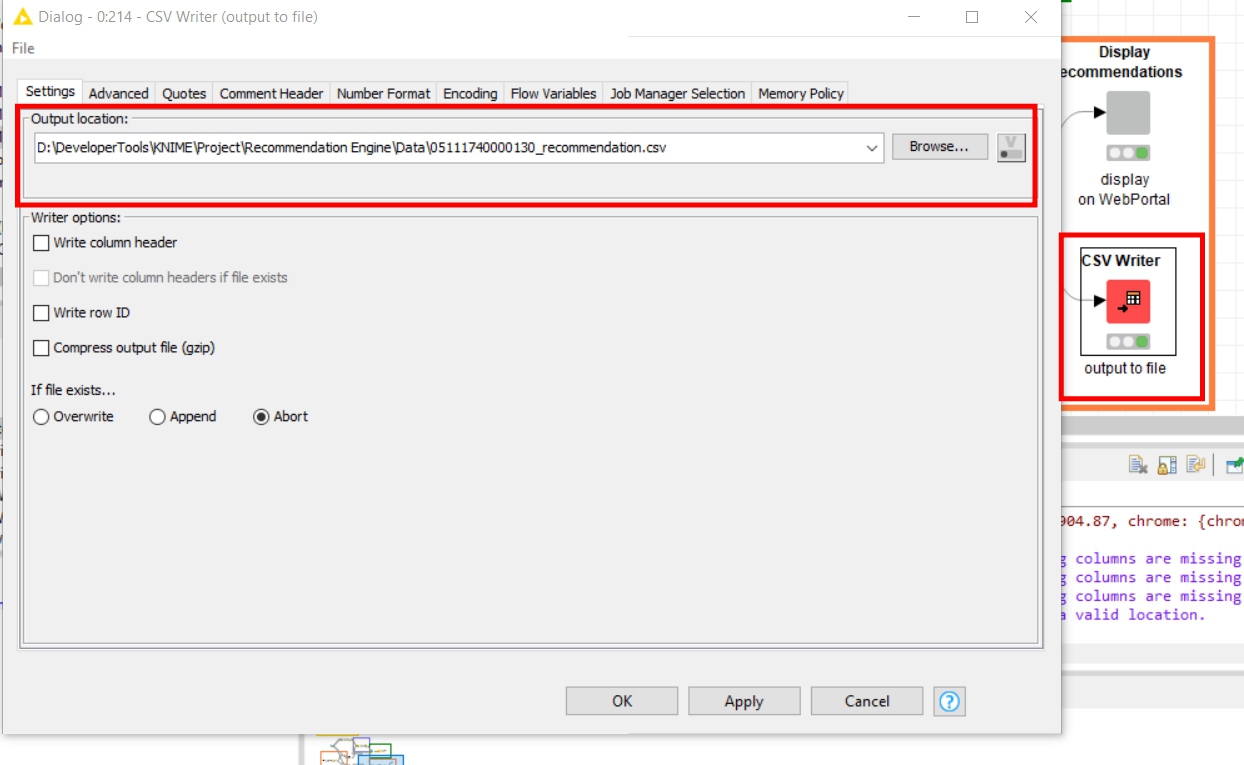 Dialog - 0:214 - CSV Writer (output to file)
File
Settings Advanced Quotes Comment Header Number Format Encoding Flow Variables Job Manager Selection Memory Policy
Output location:
D:\DeveloperTools\KNIME\Project\Recommendation Engine\Data\05111740000130_recommendation.csv
Browse...
V
Writer options:
Write column header
Don't write column headers if file exists
Write row ID
Compress output file (gzip)
If file exists...
Overwrite Append Abort
OK Apply Cancel ?
Display
ecommendations
display
on WebPortal
CSV Writer
output to file
904.87, chrome: {chro
g columns are missing
g columns are missing
g columns are missing
a valid location.